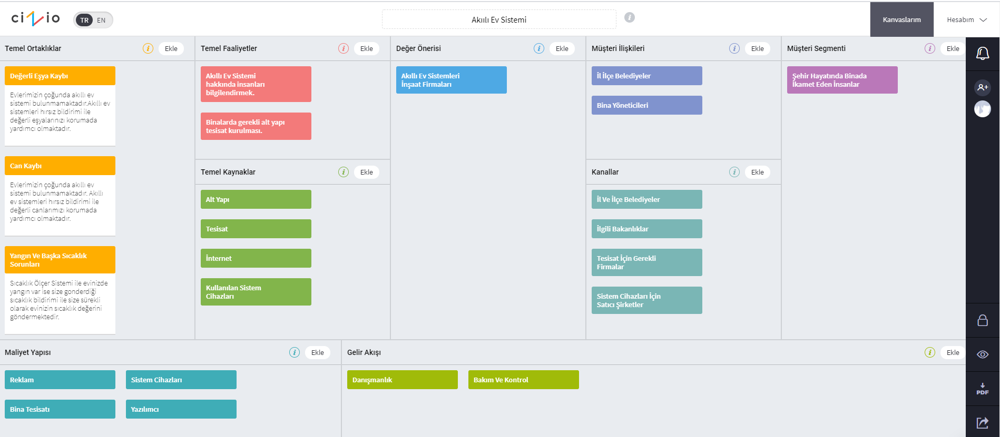 cizio
TR EN
Akıılı Ev Sistemi
i
Kanvaslarım
Hesabım
Temel Ortaklıklar
i
Ekle
Değerli Eşya Kaybı
Evlerimizin çoğunda akıllı ev
sistemi bulunmamaktadır.Akıllı ev
sistemleri hırsız bildirimi ile
değerli eşyalarınızı korumada
yardımcı olmaktadır.
Can Kaybı
Evlerimizin çoğunda akıllı ev
sistemi bulunmamaktadır. Akıllı
ev sistemleri hırsız bildirimi ile
değerli canlarımızı korumada
yardımcı olmaktadır.
Yangın Ve Başka Sıcaklık
Sorunları
Sıcaklık Ölçer Sistemi ile evinizde
yangın var ise size gonderdiği
sıcaklık bildirimi ile size sürekli
olarak evinizin sıcaklık değerini
göndermektedir.
Temel Faaliyetler
i
Ekle
Akıllı Ev Sistemi
hakkında insanları
bilgilendirmek.
Binalarda gerekli alt yapı
tesisat kurulması.
Temel Kaynaklar
i
Ekle
Alt Yapı
Tesisat
İnternet
Kullanılan Sistem
Cihazları
Değer Önerisi
i
Ekle
Akıllı Ev Sistemleri
İnşaat Firmaları
Müşteri İlişkileri
i
Ekle
İl İlçe Belediyeler
Bina Yöneticileri
Kanallar
i
Ekle
İl Ve İlçe Belediyeler
İlgili Bakanlıklar
Tesisat İçin Gerekli
Firmalar
Sistem Cihazları İçin
Satıcı Şirketler
Müşteri Segmenti
i
Ekle
Şehir Hayatında Binada
İkamet Eden İnsanlar
Maliyet Yapısı
i
Ekle
Reklam
Sistem Cihazları
Bina Tesisatı
Yazılımcı
Gelir Akışı
i
Ekle
Danışmanlık
Bakım Ve Kontrol
PDF